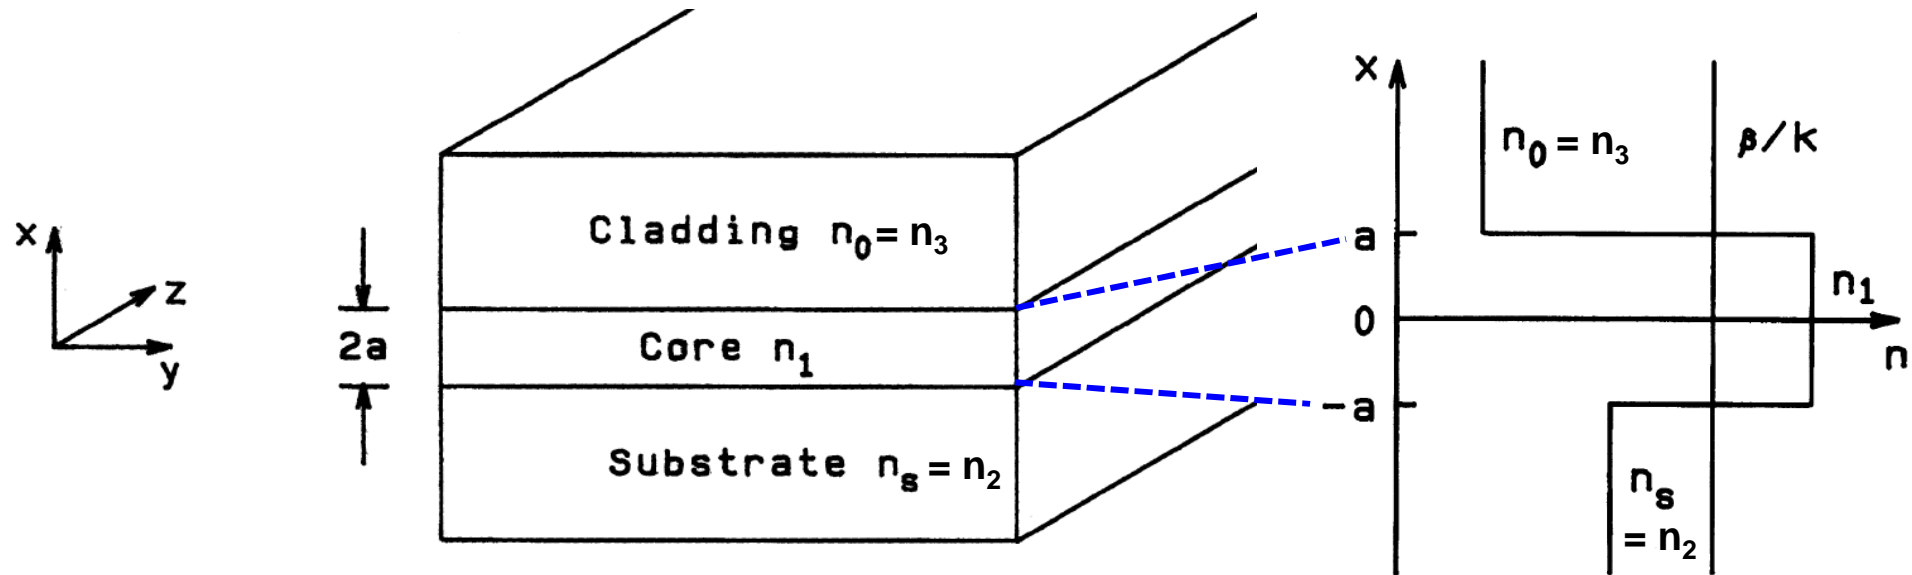 x
z
y
2a
Cladding n₀ = n₃
Core n₁
Substrate nₛ = n₂
x
a
0
-a
n₀ = n₃
β/k
n₁
n
nₛ
= n₂